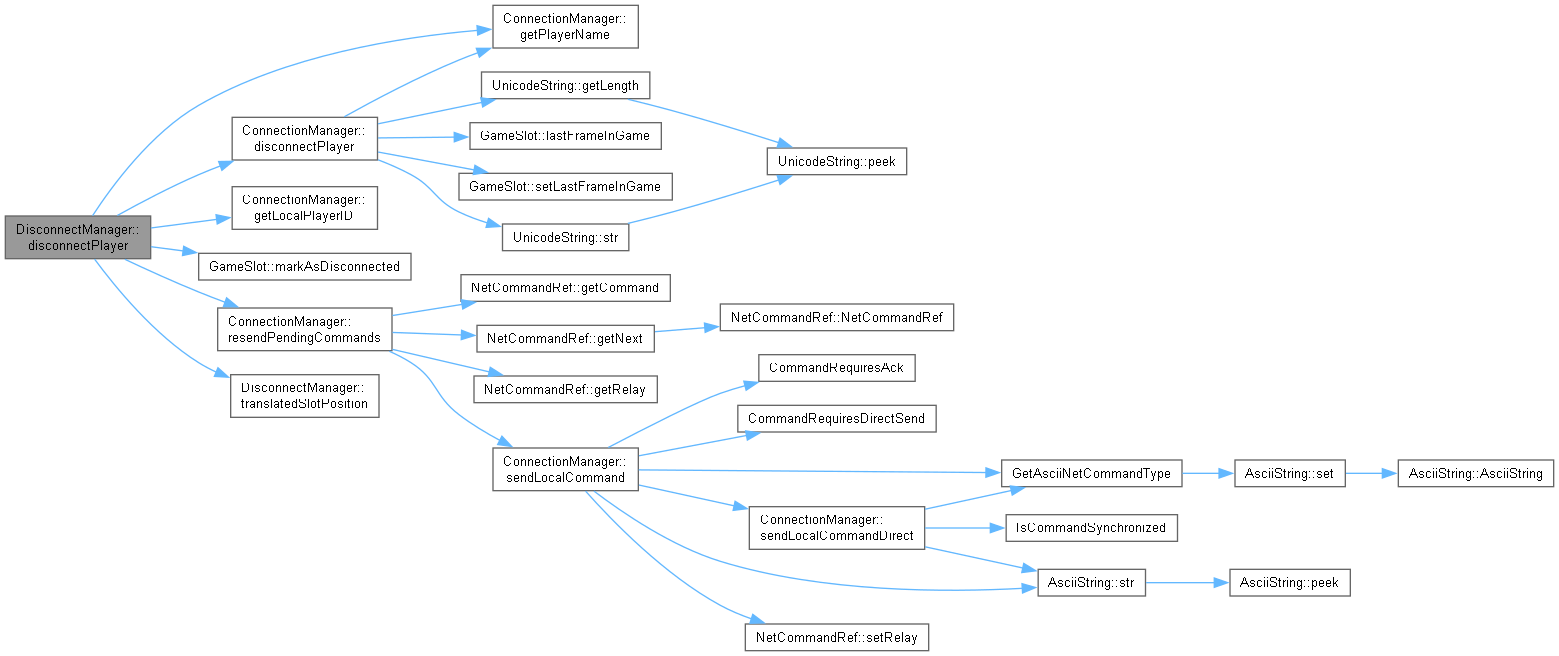 ConnectionManager::
getPlayerName
UnicodeString::getLength
ConnectionManager::
disconnectPlayer
GameSlot::lastFrameInGame
UnicodeString::peek
GameSlot::setLastFrameInGame
ConnectionManager::
getLocalPlayerID
DisconnectManager::
disconnectPlayer
UnicodeString::str
GameSlot::markAsDisconnected
NetCommandRef::getCommand
ConnectionManager::
resendPendingCommands
NetCommandRef::getNext
NetCommandRef::NetCommandRef
CommandRequiresAck
NetCommandRef::getRelay
DisconnectManager::
translatedSlotPosition
CommandRequiresDirectSend
ConnectionManager::
sendLocalCommand
GetAsciiNetCommandType
AsciiString::set
AsciiString::AsciiString
ConnectionManager::
sendLocalCommandDirect
IsCommandSynchronized
AsciiString::str
AsciiString::peek
NetCommandRef::setRelay